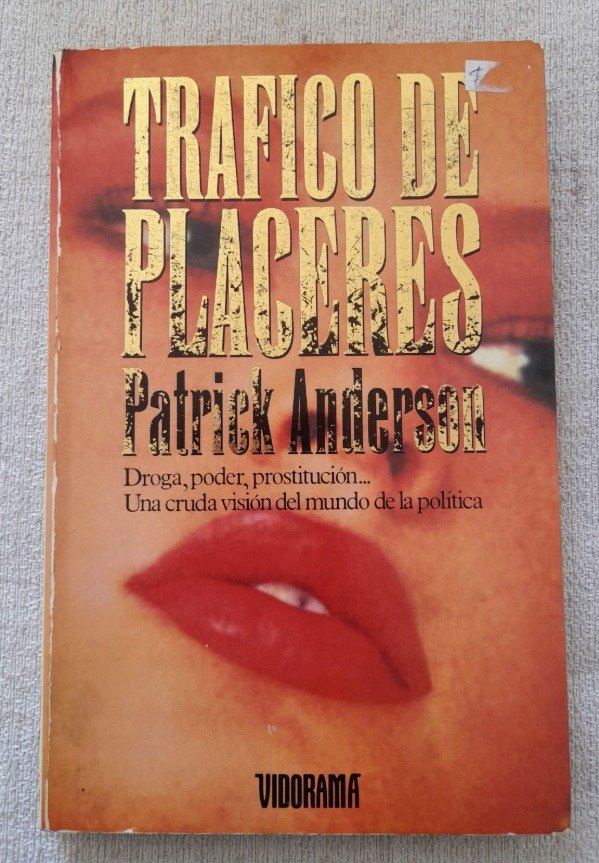 TRAFICO DE
PLACERES
Patrick Anderson
Droga, poder, prostitución...
Una cruda visión del mundo de la política
VIDORAMA